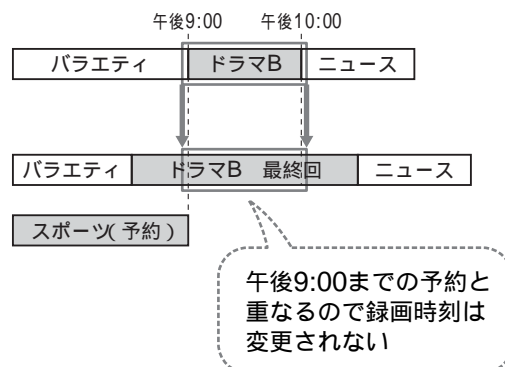 午後9:00 午後10:00
バラエティ ドラマB ニュース
バラエティ ドラマB 最終回 ニュース
スポーツ(予約)
午後9:00までの予約と
重なるので録画時刻は
変更されない